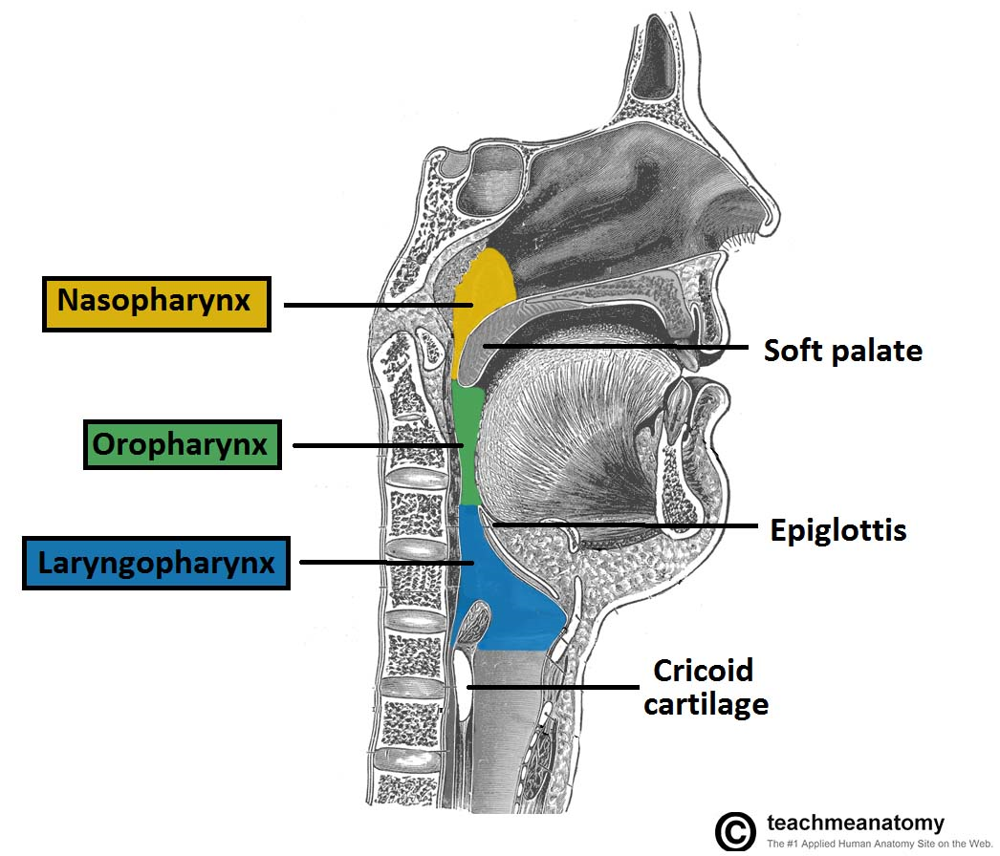 Nasopharynx
Soft palate
Oropharynx
Epiglottis
Laryngopharynx
Cricoid
cartilage
© teachmeanatomy
The #1 Applied Human Anatomy Site on the Web.